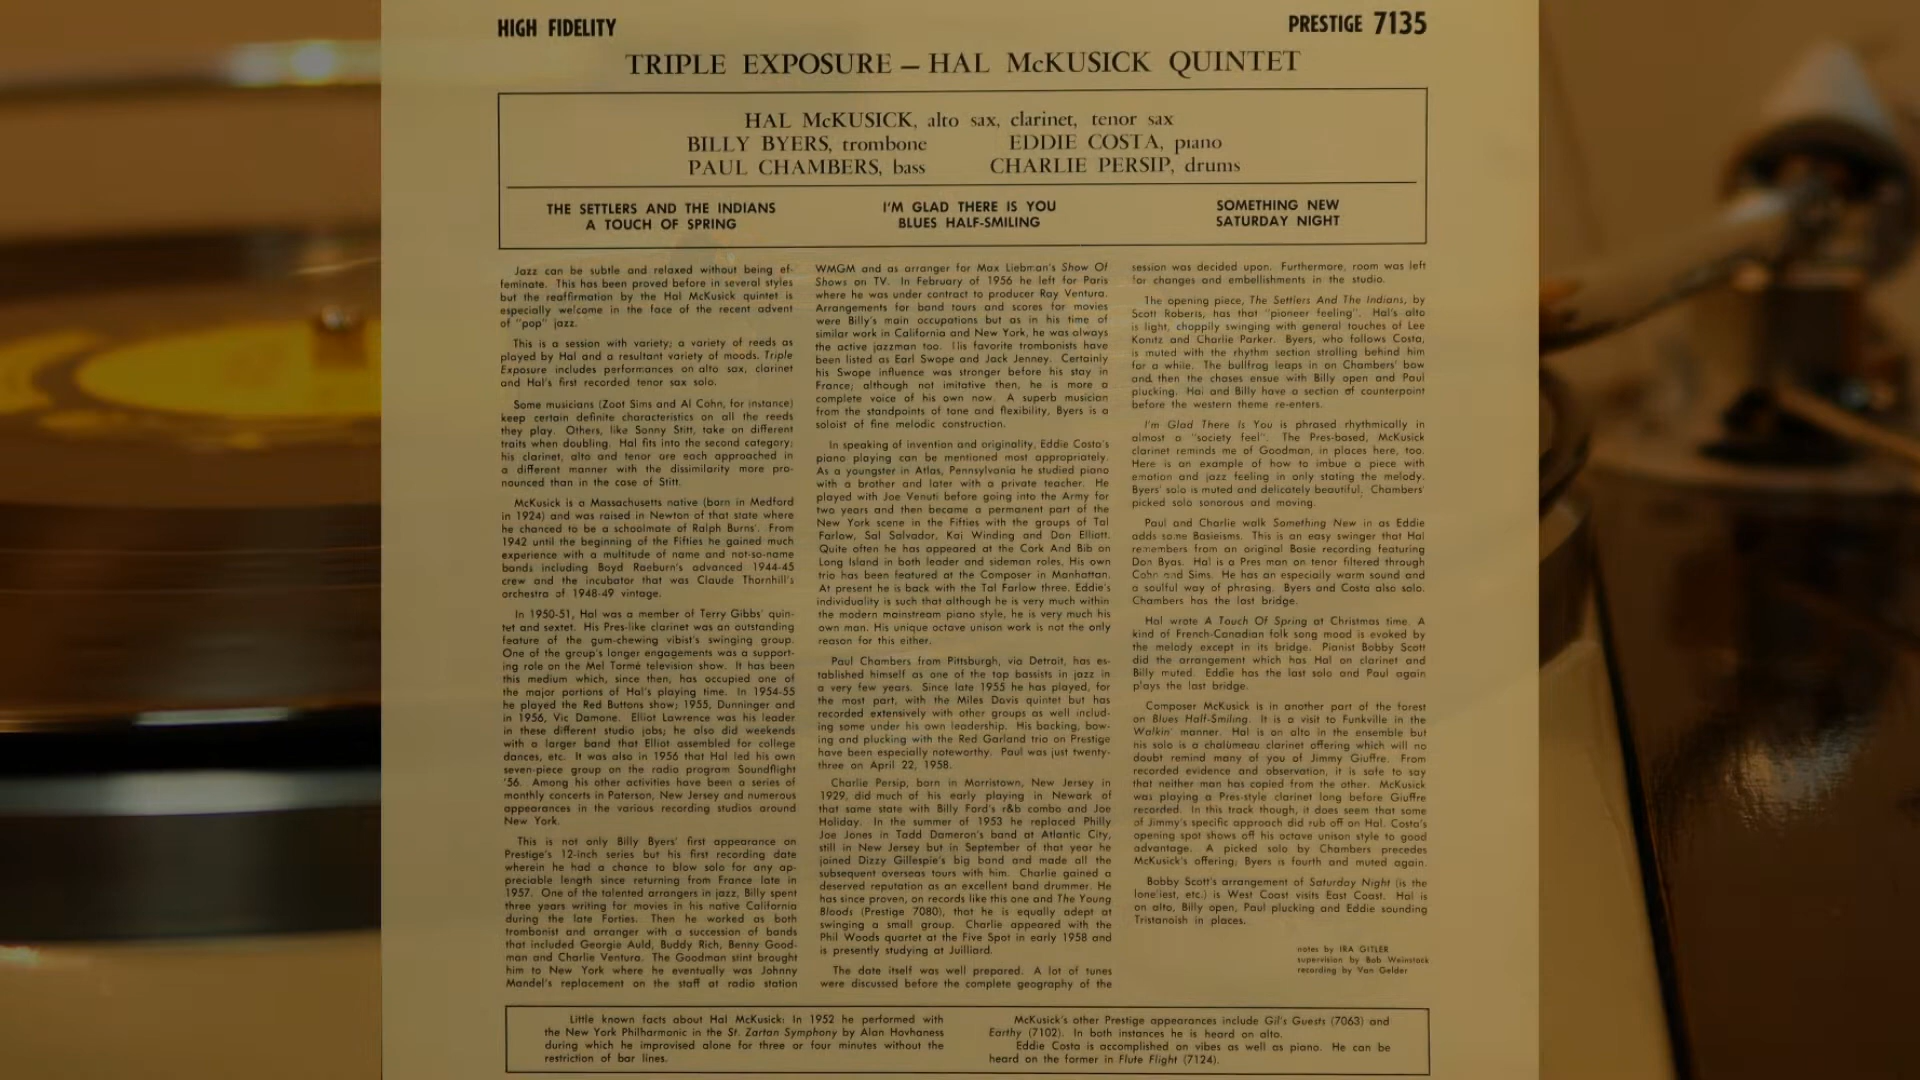 HIGH FIDELITY
PRESTIGE 7135
TRIPLE EXPOSURE — HAL McKUSICK QUINTET
HAL McKUSICK, alto sax, clarinet, tenor sax
BILLY BYERS, trombone EDDIE COSTA, piano
PAUL CHAMBERS, bass CHARLIE PERSIP, drums
THE SETTLERS AND THE INDIANS
A TOUCH OF SPRING
I'M GLAD THERE IS YOU
BLUES HALF-SMILING
SOMETHING NEW
SATURDAY NIGHT
Jazz can be subtle and relaxed without being ef-
feminate. This has been proved before in several styles
but the reaffirmation by the Hal McKusick quintet is
especially welcome in the face of the recent advent
of "pop" jazz.
This is a session with variety; a variety of reeds as
played by Hal and a resultant variety of moods. Triple
Exposure includes performances on alto sax, clarinet
and Hal's first recorded tenor sax solo.
Some musicians (Zoot Sims and Al Cohn, for instance)
keep certain definite characteristics on all the reeds
they play. Others, like Sonny Stitt, take on different
traits when doubling. Hal fits into the second category;
his clarinet, alto and tenor are each approached in
a different manner with the dissimilarity more pro-
nounced than in the case of Stitt.
McKusick is a Massachusetts native (born in Medford
in 1924) and was raised in Newton of that state where
he chanced to be a schoolmate of Ralph Burns'. From
1942 until the beginning of the Fifties he gained much
experience with a multitude of name and not-so-name
bands including Boyd Raeburn's advanced 1944-45
crew and the incubator that was Claude Thornhill's
orchestra of 1948-49 vintage.
In 1950-51, Hal was a member of Terry Gibbs' quin-
tet and sextet. His Pres-like clarinet was an outstanding
feature of the gum-chewing vibist's swinging group.
One of the group's longer engagements was a support-
ing role on the Mel Tormé television show. It has been
this medium which, since then, has occupied one of
the major portions of Hal's playing time. In 1954-55
he played the Red Buttons show; 1955, Dunninger and
in 1956, Vic Damone. Elliot Lawrence was his leader
in these different studio jobs; he also did weekends
with a larger band that Elliot assembled for college
dances, etc. It was also in 1956 that Hal led his own
seven-piece group on the radio program Soundflight
'56. Among his other activities have been a series of
monthly concerts in Paterson, New Jersey and numerous
appearances in the various recording studios around
New York.
This is not only Billy Byers' first appearance on
Prestige's 12-inch series but his first recording date
wherein he had a chance to blow solo for any ap-
preciable length since returning from France late in
1957. One of the talented arrangers in jazz, Billy spent
three years writing for movies in his native California
during the late Forties. Then he worked as both
trombonist and arranger with a succession of bands
that included Georgie Auld, Buddy Rich, Benny Good-
man and Charlie Ventura. The Goodman stint brought
him to New York where he eventually was Johnny
Mandel's replacement on the staff at radio station
WMGM and as arranger for Max Liebman's Show Of
Shows on TV. In February of 1956 he left for Paris
where he was under contract to producer Ray Ventura.
Arrangements for band tours and scores for movies
were Billy's main occupations but as in his time of
similar work in California and New York, he was always
the active jazzman too. His favorite trombonists have
been listed as Earl Swope and Jack Jenney. Certainly
his Swope influence was stronger before his stay in
France; although not imitative then, he is more a
complete voice of his own now. A superb musician
from the standpoints of tone and flexibility, Byers is a
soloist of fine melodic construction.
In speaking of invention and originality, Eddie Costa's
piano playing can be mentioned most appropriately.
As a youngster in Atlas, Pennsylvania he studied piano
with a brother and later with a private teacher. He
played with Joe Venuti before going into the Army for
two years and then became a permanent part of the
New York scene in the Fifties with the groups of Tal
Farlow, Sal Salvador, Kai Winding and Don Elliott.
Quite often he has appeared at the Cork And Bib on
Long Island in both leader and sideman roles. His own
trio has been featured at the Composer in Manhattan.
At present he is back with the Tal Farlow three. Eddie's
individuality is such that although he is very much within
the modern mainstream piano style, he is very much his
own man. His unique octave unison work is not the only
reason for this either.
Paul Chambers from Pittsburgh, via Detroit, has es-
tablished himself as one of the top bassists in jazz in
a very few years. Since late 1955 he has played, for
the most part, with the Miles Davis quintet but has
recorded extensively with other groups as well includ-
ing some under his own leadership. His backing, bow-
ing and plucking with the Red Garland trio on Prestige
have been especially noteworthy. Paul was just twenty-
three on April 22, 1958.
Charlie Persip, born in Morristown, New Jersey in
1929, did much of his early playing in Newark of
that same state with Billy Ford's r&b combo and Joe
Holiday. In the summer of 1953 he replaced Philly
Joe Jones in Tadd Dameron's band at Atlantic City,
still in New Jersey but in September of that year he
joined Dizzy Gillespie's big band and made all the
subsequent overseas tours with him. Charlie gained a
deserved reputation as an excellent band drummer. He
has since proven, on records like this one and The Young
Bloods (Prestige 7080), that he is equally adept at
swinging a small group. Charlie appeared with the
Phil Woods quartet at the Five Spot in early 1958 and
is presently studying at Juilliard.
The date itself was well prepared. A lot of tunes
were discussed before the complete geography of the
session was decided upon. Furthermore, room was left
for changes and embellishments in the studio.
The opening piece, The Settlers And The Indians, by
Scott Roberts, has that "pioneer feeling". Hal's alto
is light, choppily swinging with general touches of Lee
Konitz and Charlie Parker. Byers, who follows Costa,
is muted with the rhythm section strolling behind him
for a while. The bullfrog leaps in on Chambers' bow
and then the chases ensue with Billy open and Paul
plucking. Hal and Billy have a section of counterpoint
before the western theme re-enters.
I'm Glad There Is You is phrased rhythmically in
almost a "society feel". The Pres-based, McKusick
clarinet reminds me of Goodman, in places here, too.
Here is an example of how to imbue a piece with
emotion and jazz feeling in only stating the melody.
Byers' solo is muted and delicately beautiful; Chambers'
picked solo sonorous and moving.
Paul and Charlie walk Something New in as Eddie
adds some Basieisms. This is an easy swinger that Hal
remembers from an original Basie recording featuring
Don Byas. Hal is a Pres man on tenor filtered through
Cohn and Sims. He has an especially warm sound and
a soulful way of phrasing. Byers and Costa also solo.
Chambers has the last bridge.
Hal wrote A Touch Of Spring at Christmas time. A
kind of French-Canadian folk song mood is evoked by
the melody except in its bridge. Pianist Bobby Scott
did the arrangement which has Hal on clarinet and
Billy muted. Eddie has the last solo and Paul again
plays the last bridge.
Composer McKusick is in another part of the forest
on Blues Half-Smiling. It is a visit to Funkville in the
Walkin' manner. Hal is on alto in the ensemble but
his solo is a chalumeau clarinet offering which will no
doubt remind many of you of Jimmy Giuffre. From
recorded evidence and observation, it is safe to say
that neither man has copied from the other. McKusick
was playing a Pres-style clarinet long before Giuffre
recorded. In this track though, it does seem that some
of Jimmy's specific approach did rub off on Hal. Costa's
opening spot shows off his octave unison style to good
advantage. A picked solo by Chambers precedes
McKusick's offering; Byers is fourth and muted again.
Bobby Scott's arrangement of Saturday Night (is the
loneliest, etc.) is West Coast visits East Coast. Hal is
on alto, Billy open, Paul plucking and Eddie sounding
Tristanoish in places.
notes by IRA GITLER
supervision by Bob Weinstock
recording by Van Gelder
Little known facts about Hal McKusick: In 1952 he performed with
the New York Philharmonic in the St. Zartan Symphony by Alan Hovhaness
during which he improvised alone for three or four minutes without the
restriction of bar lines.
McKusick's other Prestige appearances include Gil's Guests (7063) and
Earthy (7102). In both instances he is heard on alto.
Eddie Costa is accomplished on vibes as well as piano. He can be
heard on the former in Flute Flight (7124).